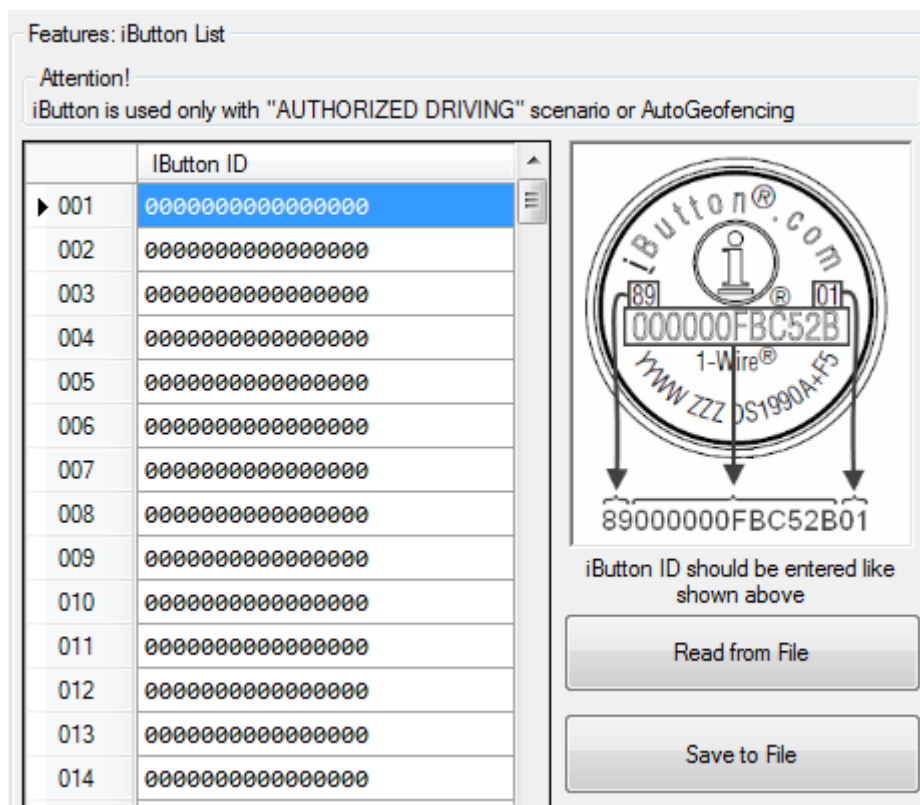 Features: iButton List
Attention!
iButton is used only with "AUTHORIZED DRIVING" scenario or AutoGeofencing
IButton ID
001 0000000000000000
002 0000000000000000
003 0000000000000000
004 0000000000000000
005 0000000000000000
006 0000000000000000
007 0000000000000000
008 0000000000000000
009 0000000000000000
010 0000000000000000
011 0000000000000000
012 0000000000000000
013 0000000000000000
014 0000000000000000
iButton®.com
i
®
89 01
000000FBC52B
1-Wire®
YYWW ZZZ DS1990A+F5
89000000FBC52B01
iButton ID should be entered like
shown above
Read from File
Save to File